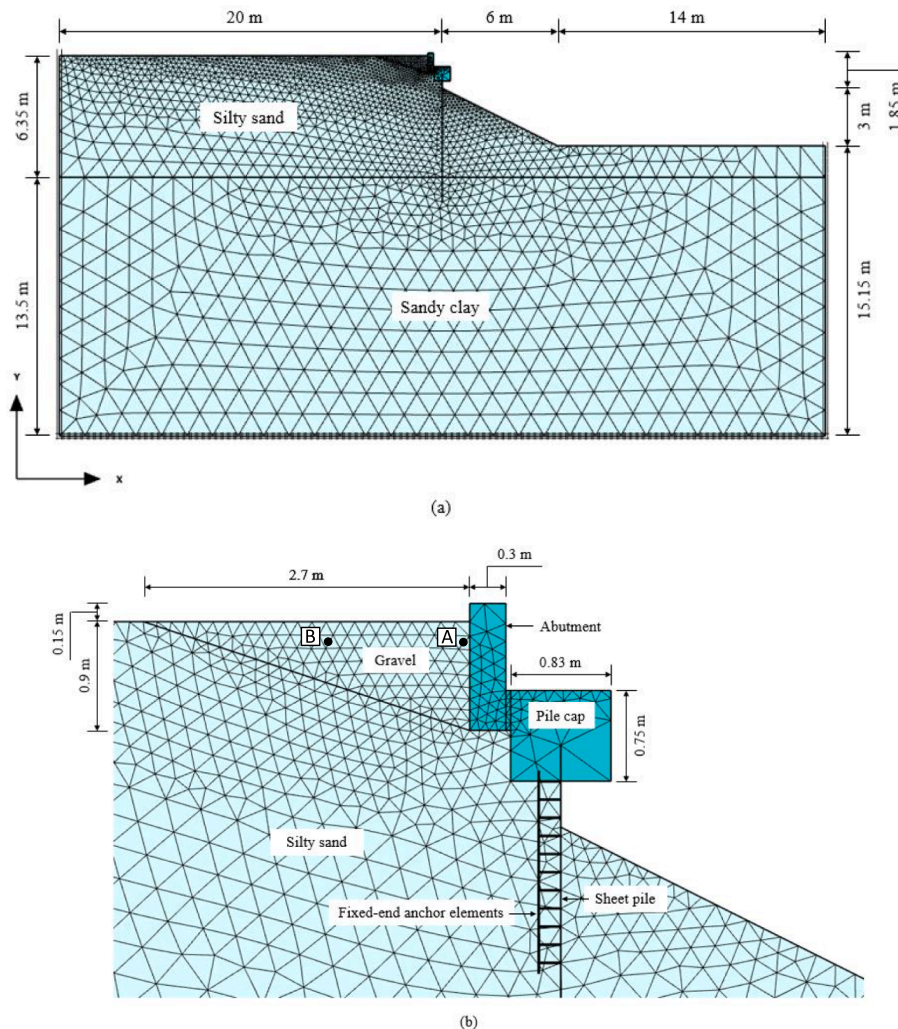 (a)
20 m
6 m
14 m
6.35 m
13.5 m
Silty sand
Sandy clay
3 m
1.85 m
15.15 m
Y
X
(a)
0.3 m
2.7 m
0.15 m
0.9 m
B
A
Gravel
Abutment
0.83 m
Pile cap
0.75 m
Silty sand
Fixed-end anchor elements
Sheet pile
(b)